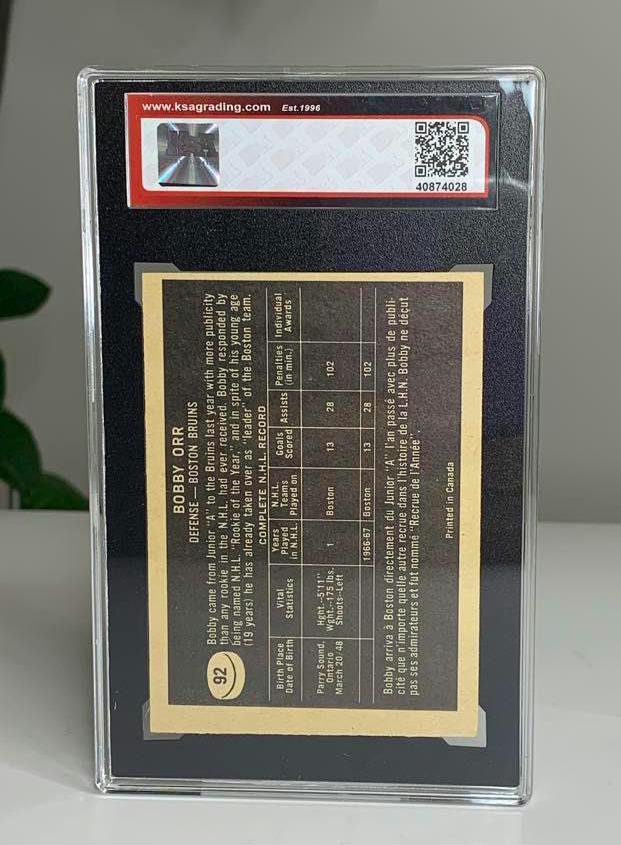 www.ksagrading.com Est.1996
KSA
40874028
92
BOBBY ORR
DEFENSE — BOSTON BRUINS
Bobby came from Junior "A" to the Bruins last year with more publicity
than any rookie in the N.H.L. had ever received. Bobby responded by
being named N.H.L. "Rookie of the Year," and in spite of his young age
(19 years) he has already taken over as "leader" of the Boston team.
COMPLETE N.H.L. RECORD
Birth Place Date of Birth | Vital Statistics | Years Played in N.H.L. | N.H.L. Teams Played on | Goals Scored | Assists | Penalties (in min.) | Individual Awards
Parry Sound, Ontario March 20 '48 | Hght.--5'11" Wght.-175 lbs. Shoots--Left | 1 | Boston | 13 | 28 | 102
1966-67 | Boston | 13 | 28 | 102
Bobby arriva à Boston directement du Junior "A" l'an passé avec plus de publi-
cité que n'importe quelle autre recrue dans l'histoire de la L.H.N. Bobby ne déçut
pas ses admirateurs et fut nommé "Recrue de l'Année".
Printed in Canada